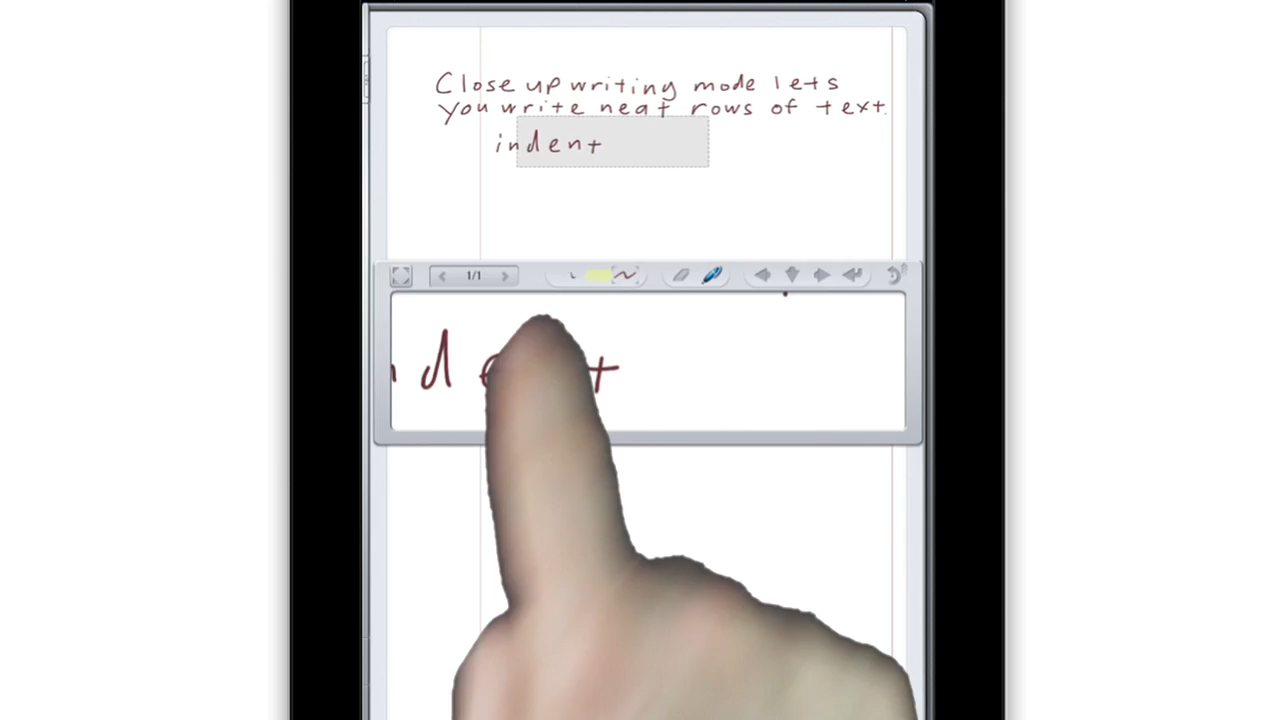 Close up writing mode lets
you write neat rows of text.
indent
1/1